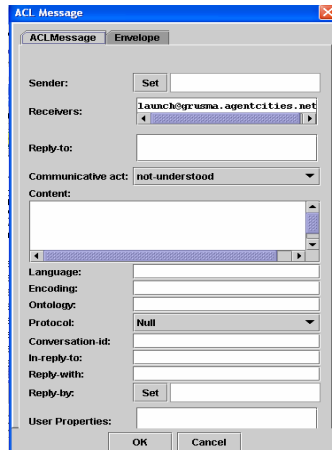 ACL Message
ACLMessage Envelope
Sender: Set
Receivers: launch@grusma.agentcities.net
Reply-to:
Communicative act: not-understood
Content:
Language:
Encoding:
Ontology:
Protocol: Null
Conversation-id:
In-reply-to:
Reply-with:
Reply-by: Set
User Properties:
OK Cancel